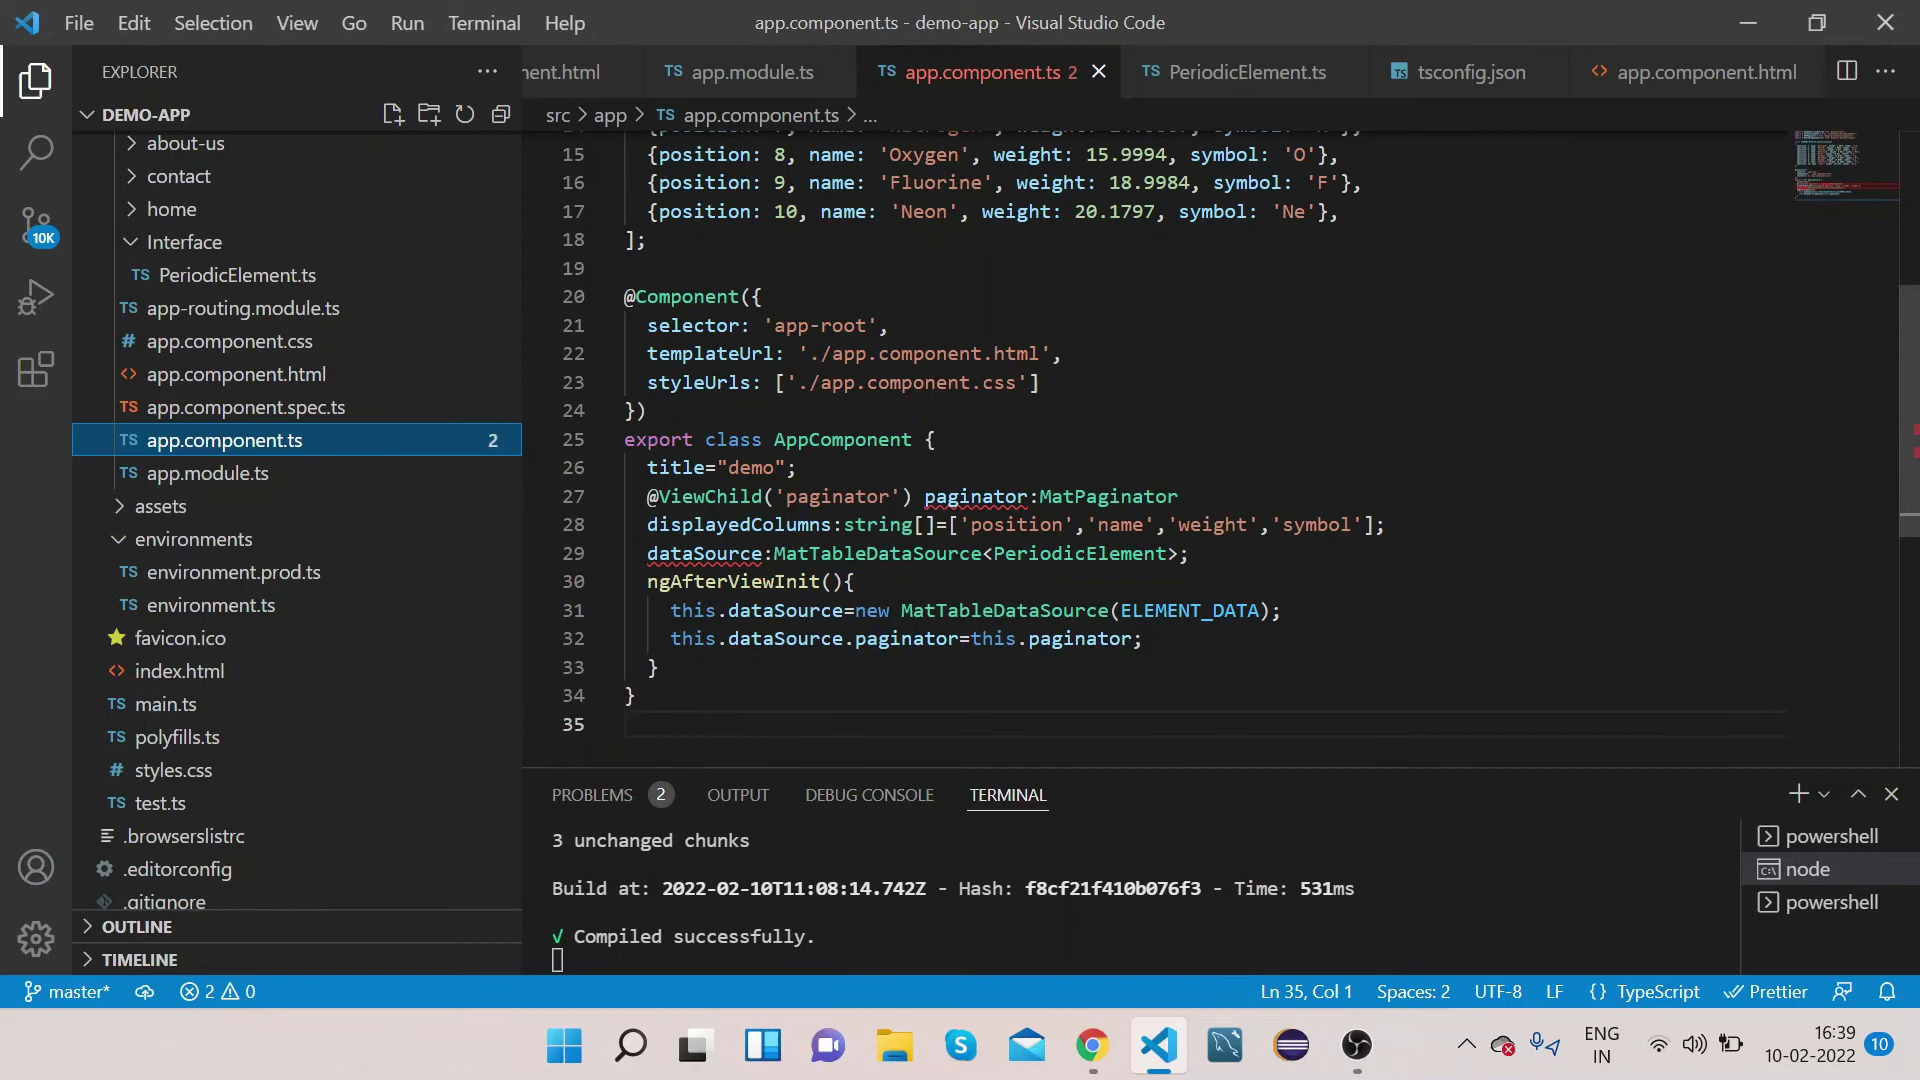 File Edit Selection View Go Run Terminal Help
app.component.ts - demo-app - Visual Studio Code
EXPLORER
DEMO-APP
about-us
contact
home
Interface
TS PeriodicElement.ts
TS app-routing.module.ts
# app.component.css
<> app.component.html
TS app.component.spec.ts
TS app.component.ts 2
TS app.module.ts
assets
environments
TS environment.prod.ts
TS environment.ts
favicon.ico
<> index.html
TS main.ts
TS polyfills.ts
# styles.css
TS test.ts
.browserslistrc
.editorconfig
.gitignore
OUTLINE
TIMELINE
10K
nent.html
TS app.module.ts
TS app.component.ts 2
TS PeriodicElement.ts
TS tsconfig.json
<> app.component.html
src > app > TS app.component.ts > ...
15 {position: 8, name: 'Oxygen', weight: 15.9994, symbol: 'O'},
16 {position: 9, name: 'Fluorine', weight: 18.9984, symbol: 'F'},
17 {position: 10, name: 'Neon', weight: 20.1797, symbol: 'Ne'},
18 ];
19
20 @Component({
21 selector: 'app-root',
22 templateUrl: './app.component.html',
23 styleUrls: ['./app.component.css']
24 })
25 export class AppComponent {
26 title="demo";
27 @ViewChild('paginator') paginator:MatPaginator
28 displayedColumns:string[]=['position','name','weight','symbol'];
29 dataSource:MatTableDataSource<PeriodicElement>;
30 ngAfterViewInit(){
31 this.dataSource=new MatTableDataSource(ELEMENT_DATA);
32 this.dataSource.paginator=this.paginator;
33 }
34 }
35
PROBLEMS 2 OUTPUT DEBUG CONSOLE TERMINAL
3 unchanged chunks
Build at: 2022-02-10T11:08:14.742Z - Hash: f8cf21f410b076f3 - Time: 531ms
√ Compiled successfully.
powershell
node
powershell
master* 2 0
Ln 35, Col 1 Spaces: 2 UTF-8 LF {} TypeScript Prettier
ENG
IN
16:39
10-02-2022
10